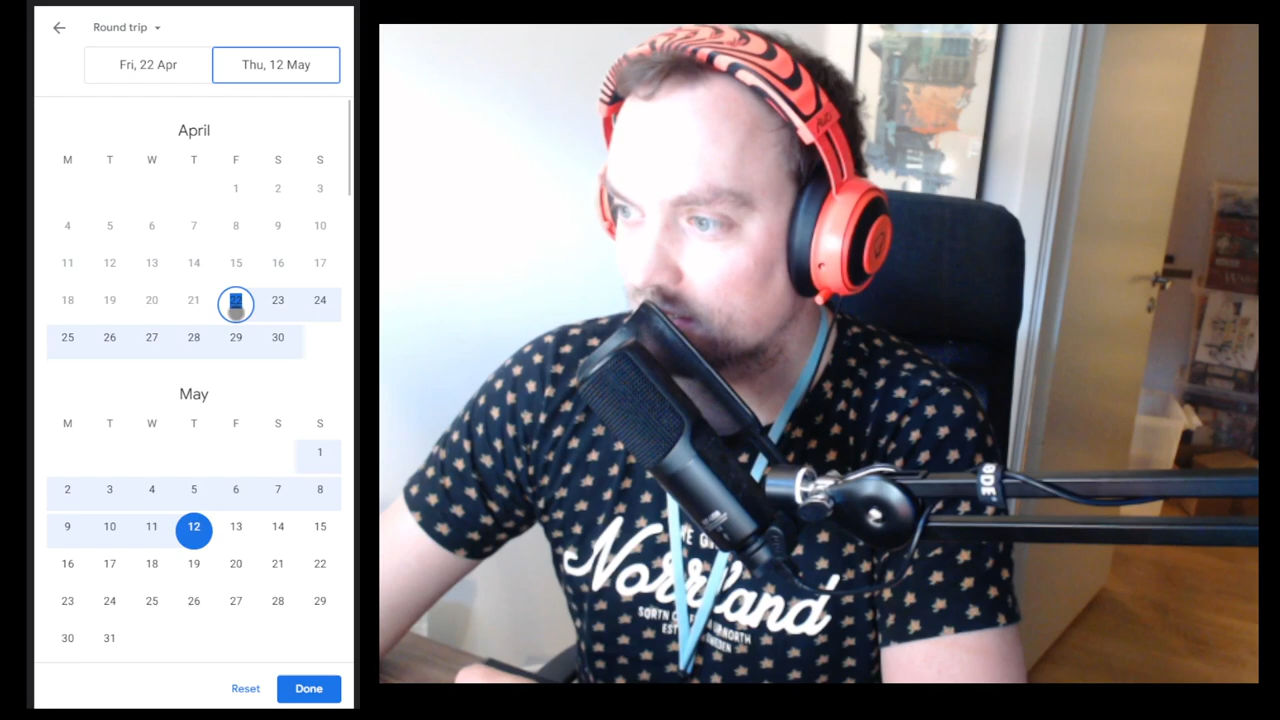 Round trip
Fri, 22 Apr
Thu, 12 May
April
M T W T F S S
1 2 3
4 5 6 7 8 9 10
11 12 13 14 15 16 17
18 19 20 21 22 23 24
25 26 27 28 29 30
May
M T W T F S S
1
2 3 4 5 6 7 8
9 10 11 12 13 14 15
16 17 18 19 20 21 22
23 24 25 26 27 28 29
30 31
Reset
Done
Norrland